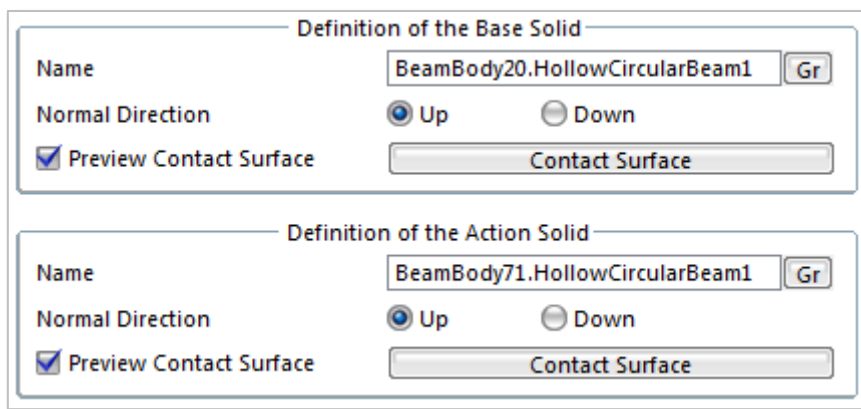 Definition of the Base Solid
Name BeamBody20.HollowCircularBeam1 Gr
Normal Direction Up Down
Preview Contact Surface Contact Surface
Definition of the Action Solid
Name BeamBody71.HollowCircularBeam1 Gr
Normal Direction Up Down
Preview Contact Surface Contact Surface